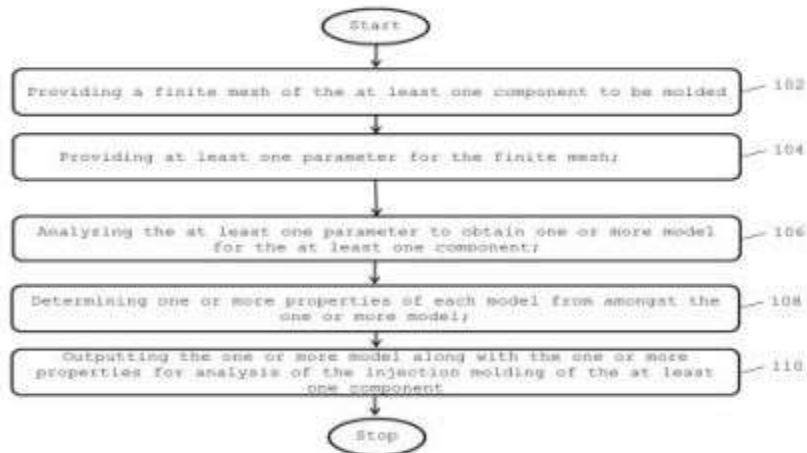 Start
Providing a finite mesh of the at least one component to be molded
102
Providing at least one parameter for the finite mesh;
104
Analyzing the at least one parameter to obtain one or more model
for the at least one component;
106
Determining one or more properties of each model from amongst the
one or more model;
108
Outputting the one or more model along with the one or more
properties for analysis of the injection molding of the at least
one component
110
Stop